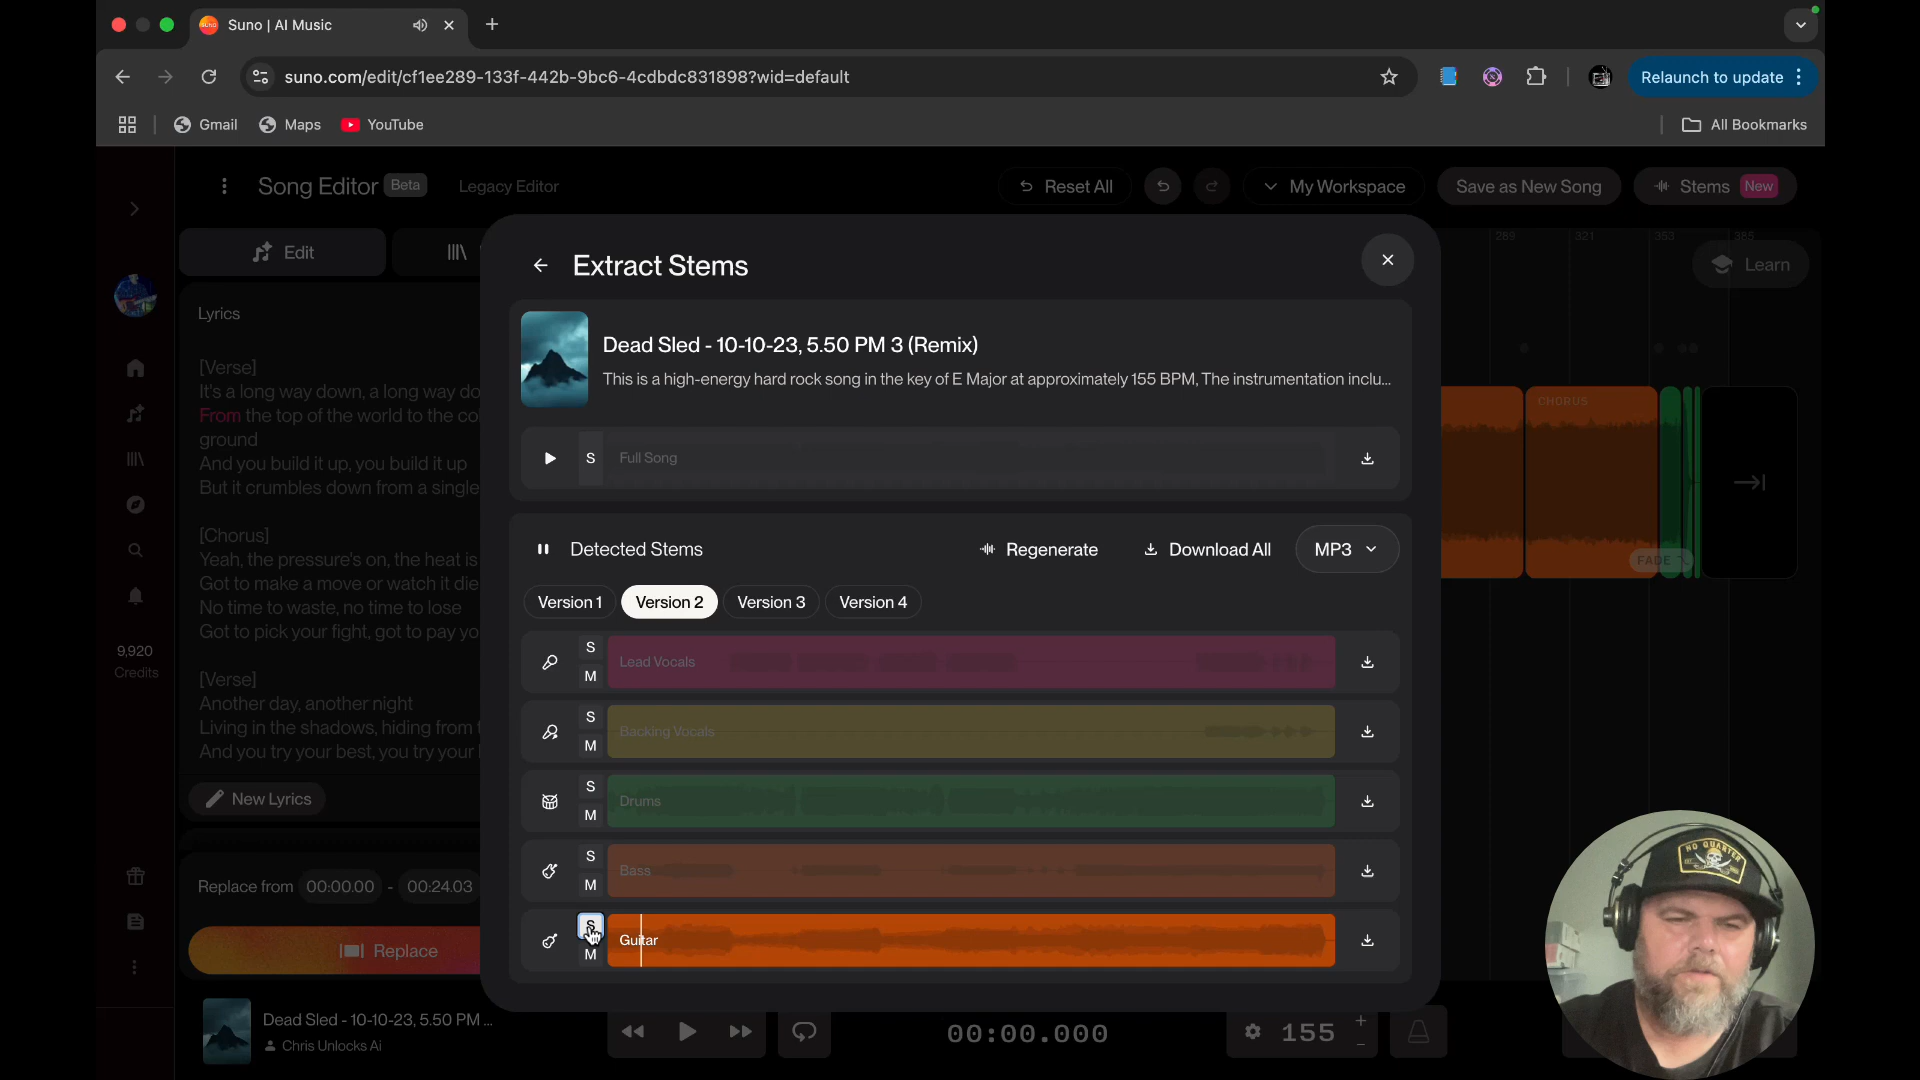 Suno | AI Music
suno.com/edit/cf1ee289-133f-442b-9bc6-4cdbdc831898?wid=default
Relaunch to update
Gmail
Maps
YouTube
All Bookmarks
Song Editor
Beta
Legacy Editor
Reset All
My Workspace
Save as New Song
Stems
New
Edit
289
321
353
385
Learn
Lyrics
[Verse]
It's a long way down, a long way do
From the top of the world to the co
ground
And you build it up, you build it up
But it crumbles down from a single
[Chorus]
Yeah, the pressure's on, the heat is
Got to make a move or watch it die
No time to waste, no time to lose
Got to pick your fight, got to pay yo
[Verse]
Another day, another night
Living in the shadows, hiding from
And you try your best, you try your
New Lyrics
9,920
Credits
Replace from 00:00.00 - 00:24.03
Replace
Extract Stems
Dead Sled - 10-10-23, 5.50 PM 3 (Remix)
This is a high-energy hard rock song in the key of E Major at approximately 155 BPM, The instrumentation inclu...
S
Full Song
Detected Stems
Regenerate
Download All
MP3
Version 1
Version 2
Version 3
Version 4
S
M
Lead Vocals
S
M
Backing Vocals
S
M
Drums
S
M
Bass
S
M
Guitar
CHORUS
FADE
Dead Sled - 10-10-23, 5.50 PM ...
Chris Unlocks Ai
00:00.000
155
NO QUARTER